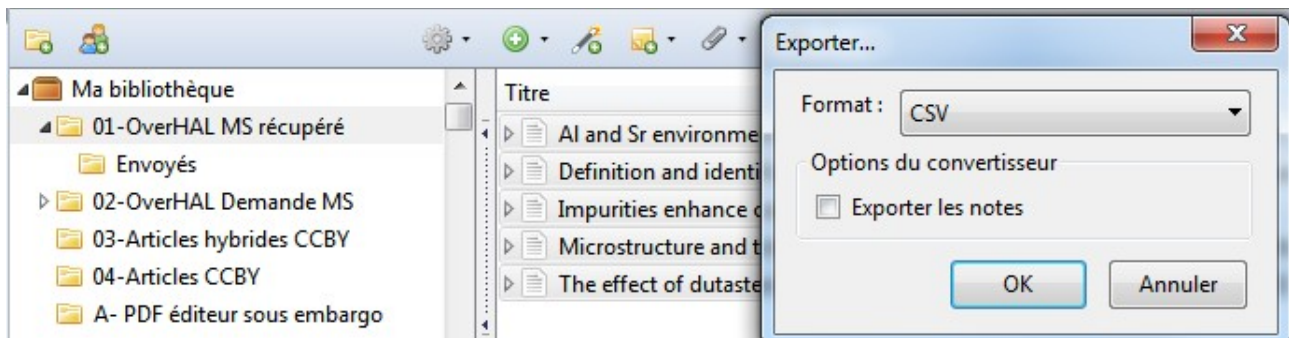 Ma bibliothèque
01-OverHAL MS récupéré
Envoyés
02-OverHAL Demande MS
03-Articles hybrides CCBY
04-Articles CCBY
A- PDF éditeur sous embargo
Titre
Al and Sr environme
Definition and identi
Impurities enhance
Microstructure and t
The effect of dutaste
Exporter...
Format :
CSV
Options du convertisseur
Exporter les notes
OK
Annuler